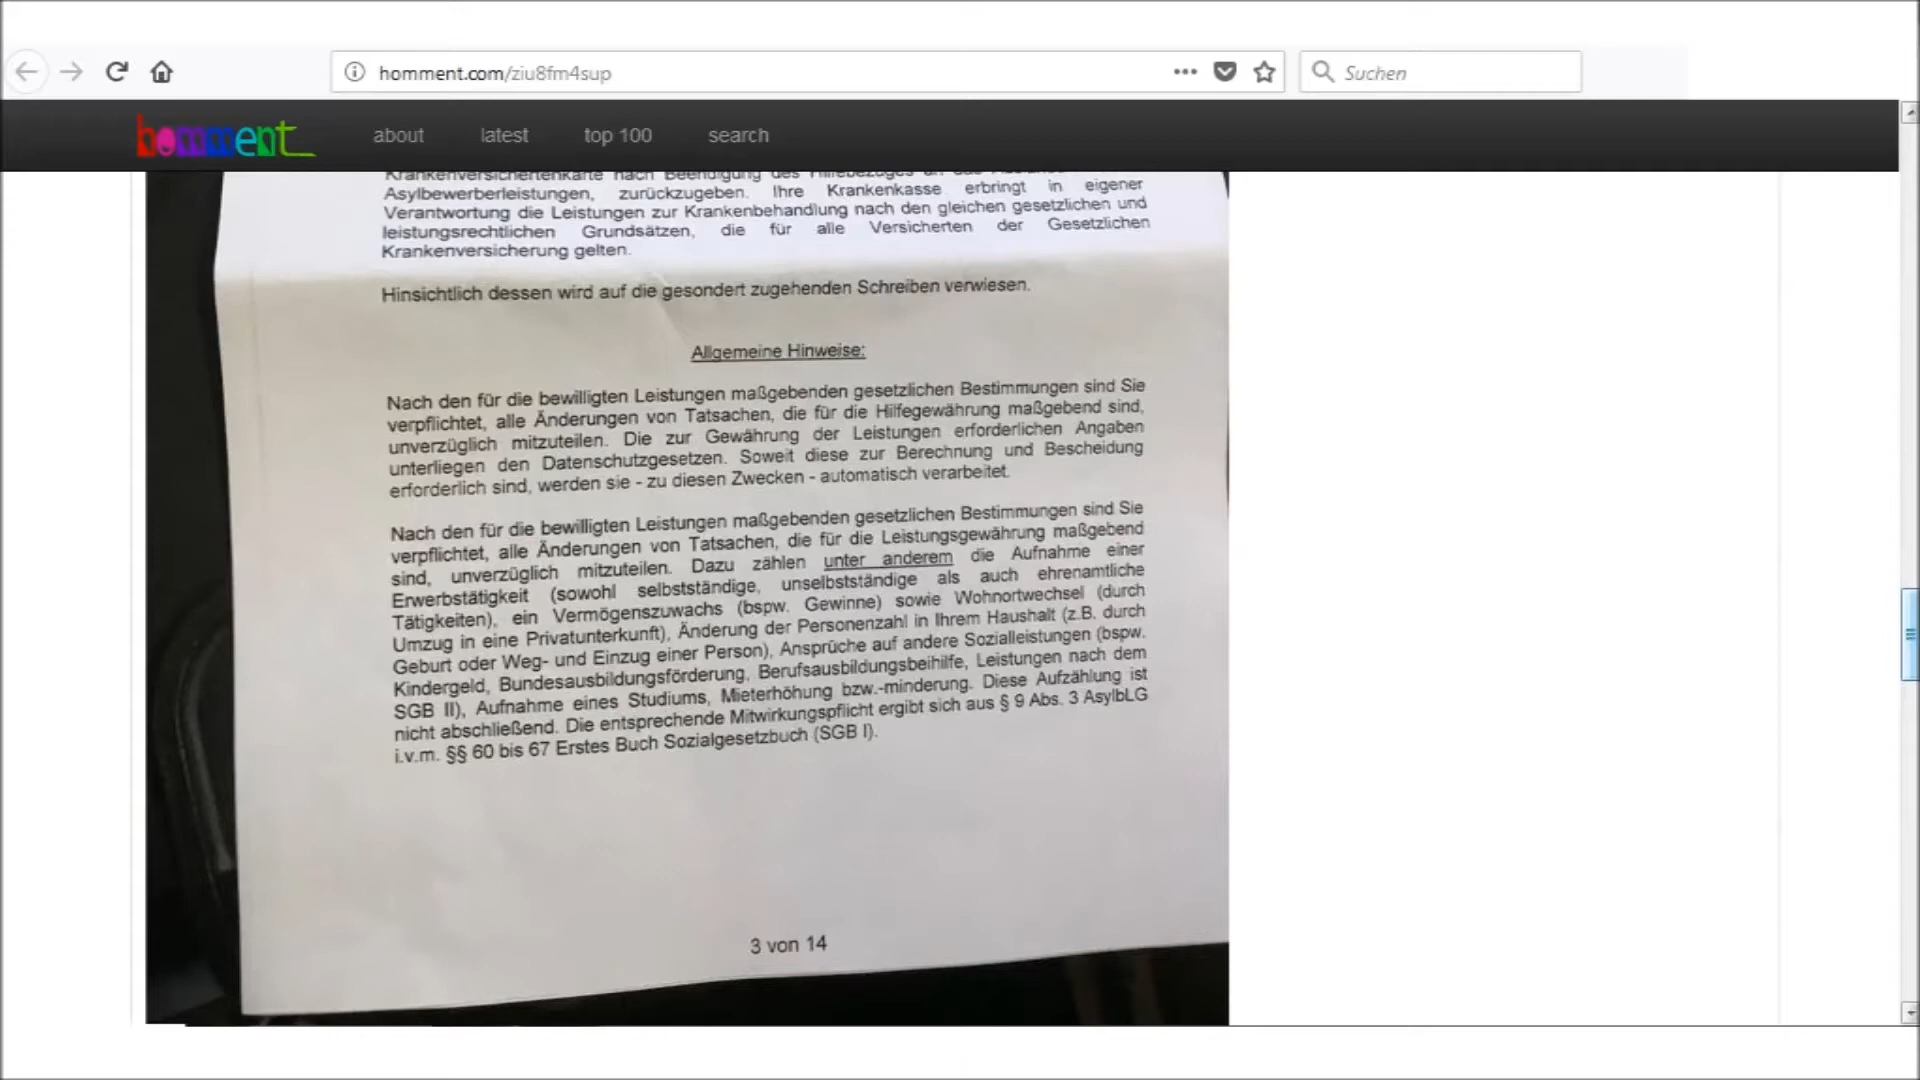 homment.com/ziu8fm4sup
Suchen
homment
about
latest
top 100
search
Krankenversichertenkarte nach Beendigung des Hilfebezuges an das
Asylbewerberleistungen, zurückzugeben. Ihre Krankenkasse erbringt in eigener
Verantwortung die Leistungen zur Krankenbehandlung nach den gleichen gesetzlichen und
leistungsrechtlichen Grundsätzen, die für alle Versicherten der Gesetzlichen
Krankenversicherung gelten.
Hinsichtlich dessen wird auf die gesondert zugehenden Schreiben verwiesen.
Allgemeine Hinweise:
Nach den für die bewilligten Leistungen maßgebenden gesetzlichen Bestimmungen sind Sie
verpflichtet, alle Änderungen von Tatsachen, die für die Hilfegewährung maßgebend sind,
unverzüglich mitzuteilen. Die zur Gewährung der Leistungen erforderlichen Angaben
unterliegen den Datenschutzgesetzen. Soweit diese zur Berechnung und Bescheidung
erforderlich sind, werden sie - zu diesen Zwecken - automatisch verarbeitet.
Nach den für die bewilligten Leistungen maßgebenden gesetzlichen Bestimmungen sind Sie
verpflichtet, alle Änderungen von Tatsachen, die für die Leistungsgewährung maßgebend
sind, unverzüglich mitzuteilen. Dazu zählen unter anderem die Aufnahme einer
Erwerbstätigkeit (sowohl selbstständige, unselbstständige als auch ehrenamtliche
Tätigkeiten), ein Vermögenszuwachs (bspw. Gewinne) sowie Wohnortwechsel (durch
Umzug in eine Privatunterkunft), Änderung der Personenzahl in Ihrem Haushalt (z.B. durch
Geburt oder Weg- und Einzug einer Person), Ansprüche auf andere Sozialleistungen (bspw.
Kindergeld, Bundesausbildungsförderung, Berufsausbildungsbeihilfe, Leistungen nach dem
SGB II), Aufnahme eines Studiums, Mieterhöhung bzw.-minderung. Diese Aufzählung ist
nicht abschließend. Die entsprechende Mitwirkungspflicht ergibt sich aus § 9 Abs. 3 AsylbLG
i.v.m. §§ 60 bis 67 Erstes Buch Sozialgesetzbuch (SGB I).
3 von 14